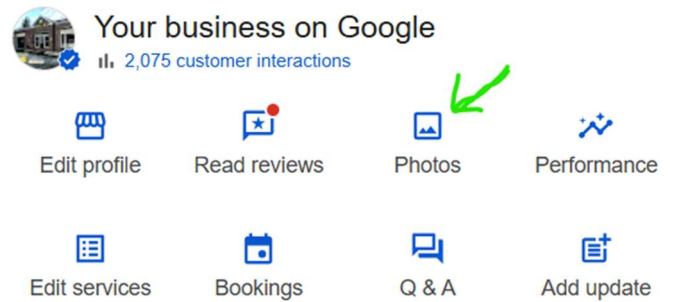 Your business on Google
2,075 customer interactions
Edit profile Read reviews Photos Performance
Edit services Bookings Q & A Add update